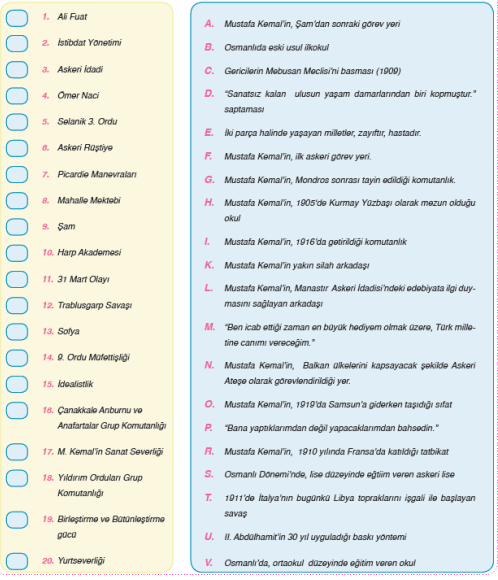 1. Ali Fuat
2. İstibdat Yönetimi
3. Askeri İdadi
4. Ömer Naci
5. Selanik 3. Ordu
6. Askeri Rüştiye
7. Picardie Manevraları
8. Mahalle Mektebi
9. Şam
10. Harp Akademesi
11. 31 Mart Olayı
12. Trablusgarp Savaşı
13. Sofya
14. 9. Ordu Müfettişliği
15. İdealistlik
16. Çanakkale Anburnu ve
Anafartalar Grup Komutanlığı
17. M. Kemal'in Sanat Severliği
18. Yıldırım Orduları Grup
Komutanlığı
19. Birleştirme ve Bütünleştirme
gücü
20. Yurtseverliği
A. Mustafa Kemal'in, Şam'dan sonraki görev yeri
B. Osmanlıda eski usul ilkokul
C. Gericilerin Mebusan Meclisi'ni basması (1909)
D. "Sanatsız kalan ulusun yaşam damarlarından biri kopmuştur."
saptaması
E. İki parça halinde yaşayan milletler, zayıftır, hastadır.
F. Mustafa Kemal'in, ilk askeri görev yeri.
G. Mustafa Kemal'in, Mondros sonrası tayin edildiği komutanlık.
H. Mustafa Kemal'in, 1905'de Kurmay Yüzbaşı olarak mezun olduğu
okul
I. Mustafa Kemal'in, 1916'da getirildiği komutanlık
K. Mustafa Kemal'in yakın silah arkadaşı
L. Mustafa Kemal'in, Manastır Askeri İdadisi'ndeki edebiyata ilgi duy-
masını sağlayan arkadaşı
M. "Ben icab ettiği zaman en büyük hediyem olmak üzere, Türk mille-
tine canımı vereceğim."
N. Mustafa Kemal'in, Balkan ülkelerini kapsayacak şekilde Askeri
Ateşe olarak görevlendirildiği yer.
O. Mustafa Kemal'in, 1919'da Samsun'a giderken taşıdığı sıfat
P. "Bana yaptıklarımdan değil yapacaklarımdan bahsedin."
R. Mustafa Kemal'in, 1910 yılında Fransa'da katıldığı tatbikat
S. Osmanlı Dönemi'nde, lise düzeyinde eğtiim veren askeri lise
T. 1911'de İtalya'nın bugünkü Libya topraklarını işgali ile başlayan
savaş
U. II. Abdülhamit'in 30 yıl uyguladığı baskı yöntemi
V. Osmanlı'da, ortaokul düzeyinde eğitim veren okul